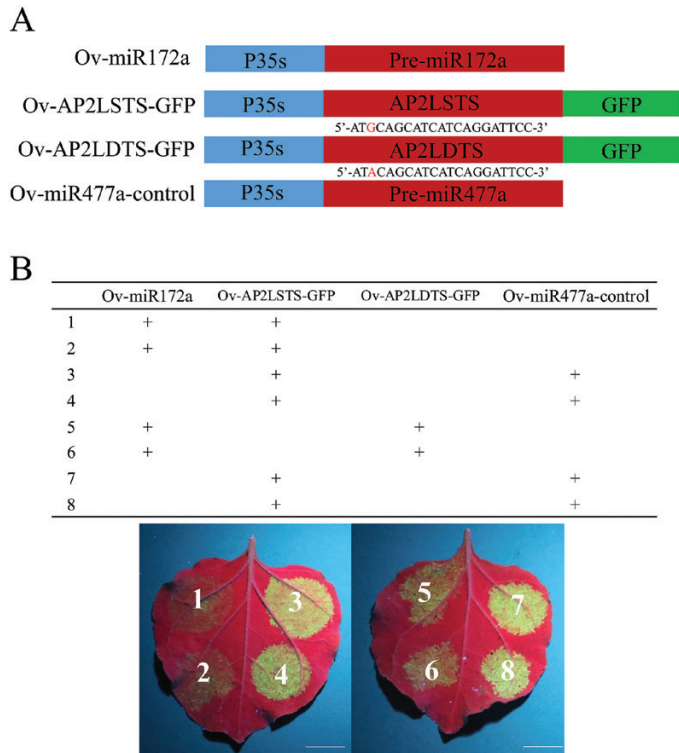 A
Ov-miR172a P35s Pre-miR172a
Ov-AP2LSTS-GFP P35s AP2LSTS GFP
5'-ATGCAGCATCATCAGGATTCC-3'
Ov-AP2LDTS-GFP P35s AP2LDTS GFP
5'-ATACAGCATCATCAGGATTCC-3'
Ov-miR477a-control P35s Pre-miR477a
B
Ov-miR172a Ov-AP2LSTS-GFP Ov-AP2LDTS-GFP Ov-miR477a-control
1 + +
2 + +
3 + +
4 + +
5 + +
6 + +
7 + +
8 + +
1 3 5 7
2 4 6 8